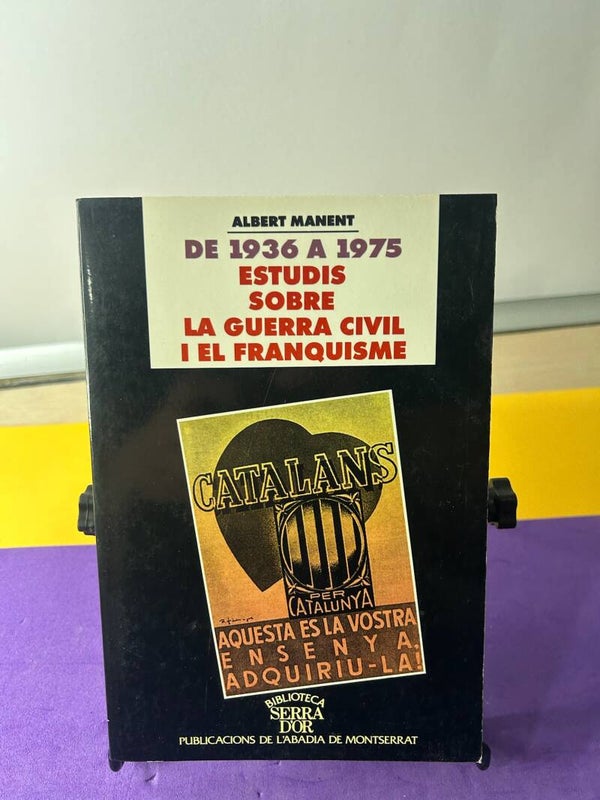 ALBERT MANENT
DE 1936 A 1975
ESTUDIS
SOBRE
LA GUERRA CIVIL
I EL FRANQUISME
CATALANS
PER
CATALUNYA
AQUESTA ES LA VOSTRA
ENSENYA.
ADQUIRIU-LA!
BIBLIOTECA
SERRA
D'OR
PUBLICACIONS DE L'ABADIA DE MONTSERRAT